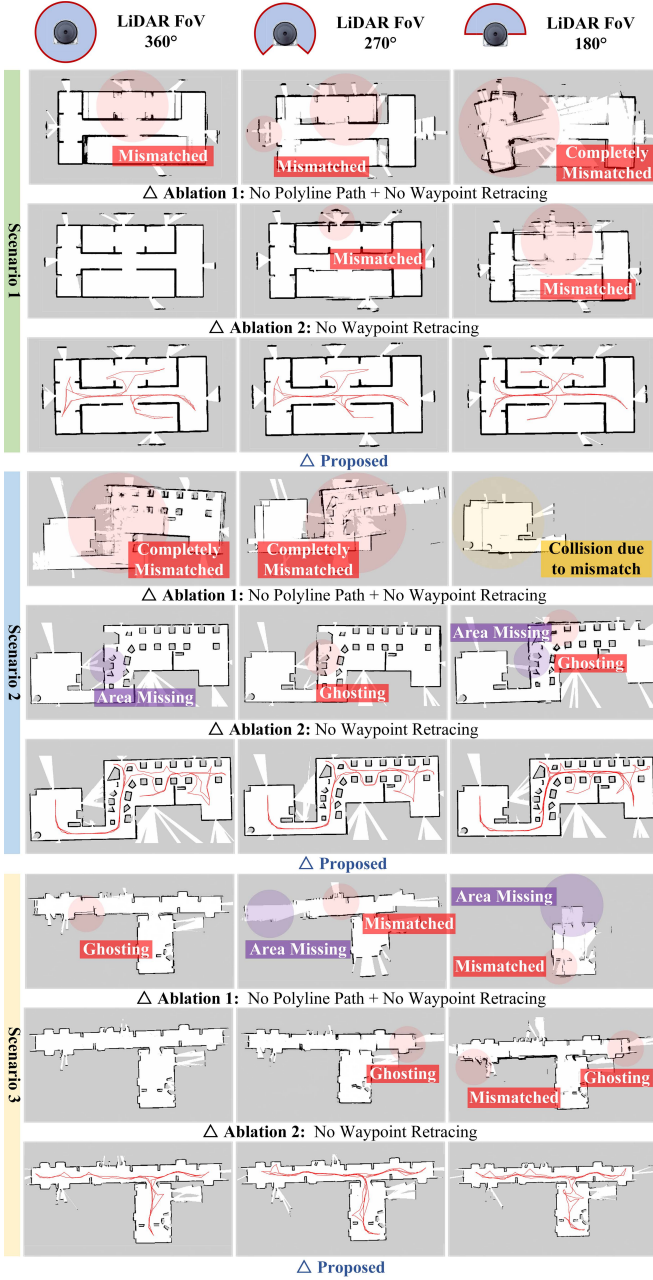 LiDAR FoV
360°
LiDAR FoV
270°
LiDAR FoV
180°
Scenario 1
Mismatched
Mismatched
Completely
Mismatched
△ Ablation 1: No Polyline Path + No Waypoint Retracing
Mismatched
Mismatched
△ Ablation 2: No Waypoint Retracing
△ Proposed
Scenario 2
Completely
Mismatched
Completely
Mismatched
Collision due
to mismatch
△ Ablation 1: No Polyline Path + No Waypoint Retracing
Area Missing
Ghosting
Area Missing
Ghosting
△ Ablation 2: No Waypoint Retracing
△ Proposed
Scenario 3
Ghosting
Area Missing
Mismatched
Area Missing
Mismatched
△ Ablation 1: No Polyline Path + No Waypoint Retracing
Ghosting
Mismatched
Ghosting
△ Ablation 2: No Waypoint Retracing
△ Proposed